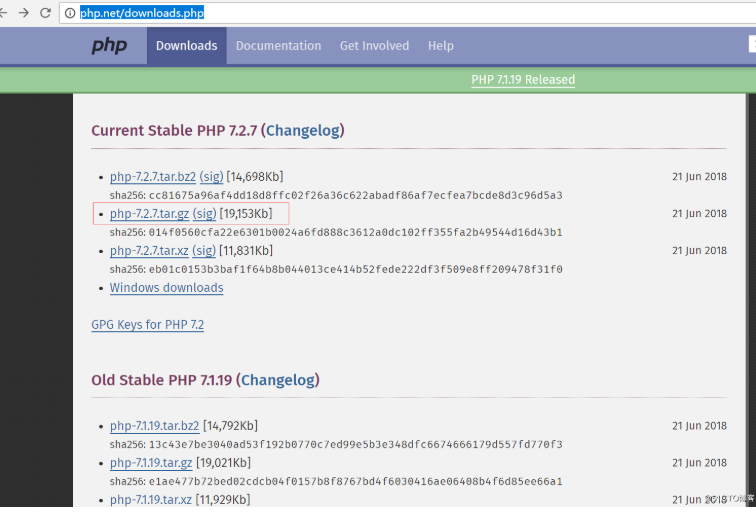 php.net/downloads.php
php Downloads Documentation Get Involved Help
PHP 7.1.19 Released
Current Stable PHP 7.2.7 (Changelog)
• php-7.2.7.tar.bz2 (sig) [14,698Kb] 21 Jun 2018
sha256: cc81675a96af4dd18d8ffc02f26a36c622abadf86af7ecfea7bcde8d3c96d5a3
• php-7.2.7.tar.gz (sig) [19,153Kb] 21 Jun 2018
sha256: 014f0560cfa22e6301b0024a6fd888c3612a0dc102ff355fa2b49544d16d43b1
• php-7.2.7.tar.xz (sig) [11,831Kb] 21 Jun 2018
sha256: eb01c0153b3baf1f64b8b044013ce414b52fede222df3f509e8ff209478f31f0
• Windows downloads
GPG Keys for PHP 7.2
Old Stable PHP 7.1.19 (Changelog)
• php-7.1.19.tar.bz2 [14,792Kb] 21 Jun 2018
sha256: 13c43e7be3040ad53f192b0770c7ed99e5b3e348dfc6674666179d557fd770f3
• php-7.1.19.tar.gz [19,021Kb] 21 Jun 2018
sha256: e1ae477b72bed02cdcb04f0157b8f8767bd4f6030416ae06408b4f6d85ee66a1
• php-7.1.19.tar.xz [11,929Kb] 21 Jun 2018